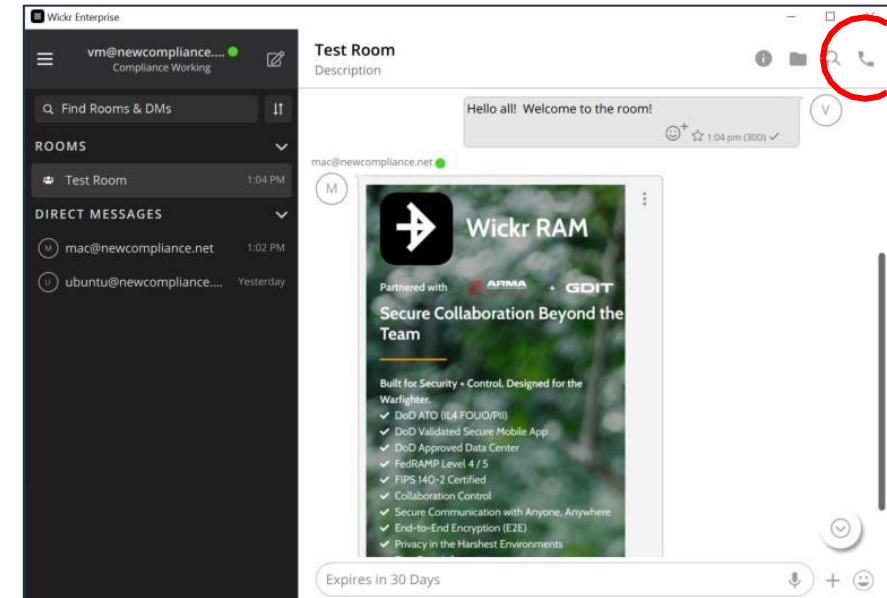 Wickr Enterprise
vm@newcompliance....
Compliance Working
Find Rooms & DMs
ROOMS
Test Room 1:04 PM
DIRECT MESSAGES
M mac@newcompliance.net 1:02 PM
U ubuntu@newcompliance.... Yesterday
Test Room
Description
Hello all! Welcome to the room!
1:04 pm (30D)
V
mac@newcompliance.net
M
Wickr RAM
Partnered with ARMA + GDIT
Secure Collaboration Beyond the
Team
Built for Security + Control. Designed for the
Warfighter.
DoD ATO (IL4 FOUO/PII)
DoD Validated Secure Mobile App
DoD Approved Data Center
FedRAMP Level 4 / 5
FIPS 140-2 Certified
Collaboration Control
Secure Communication with Anyone, Anywhere
End-to-End Encryption (E2E)
Privacy in the Harshest Environments
Expires in 30 Days